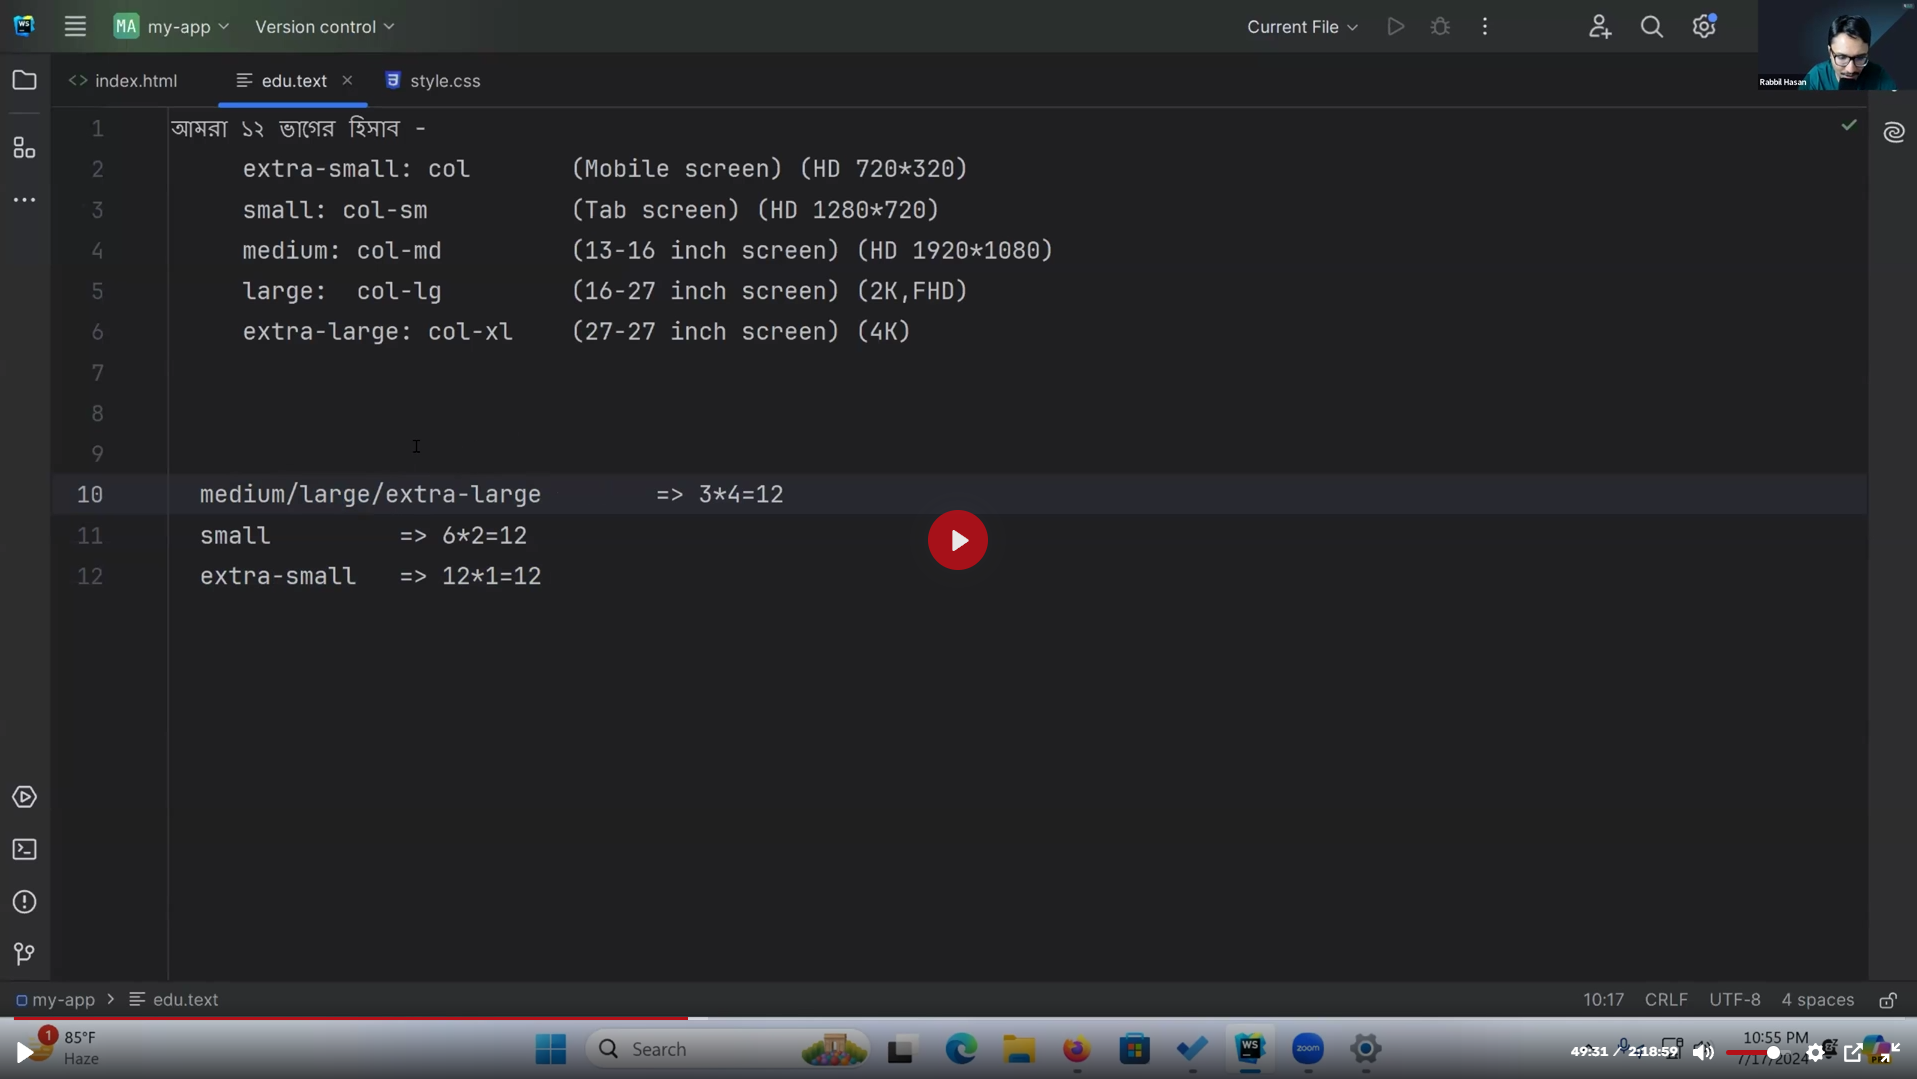 MA my-app Version control Current File
Rabbil Hasan
<> index.html edu.text style.css
1 আমরা ১২ ভাগের হিসাব -
2 extra-small: col (Mobile screen) (HD 720*320)
3 small: col-sm (Tab screen) (HD 1280*720)
4 medium: col-md (13-16 inch screen) (HD 1920*1080)
5 large: col-lg (16-27 inch screen) (2K,FHD)
6 extra-large: col-xl (27-27 inch screen) (4K)
7
8
9
10 medium/large/extra-large => 3*4=12
11 small => 6*2=12
12 extra-small => 12*1=12
my-app > edu.text 10:17 CRLF UTF-8 4 spaces
1 85°F Search WS zoom 10:55 PM
Haze 49:31 / 2:18:59 7/17/2024